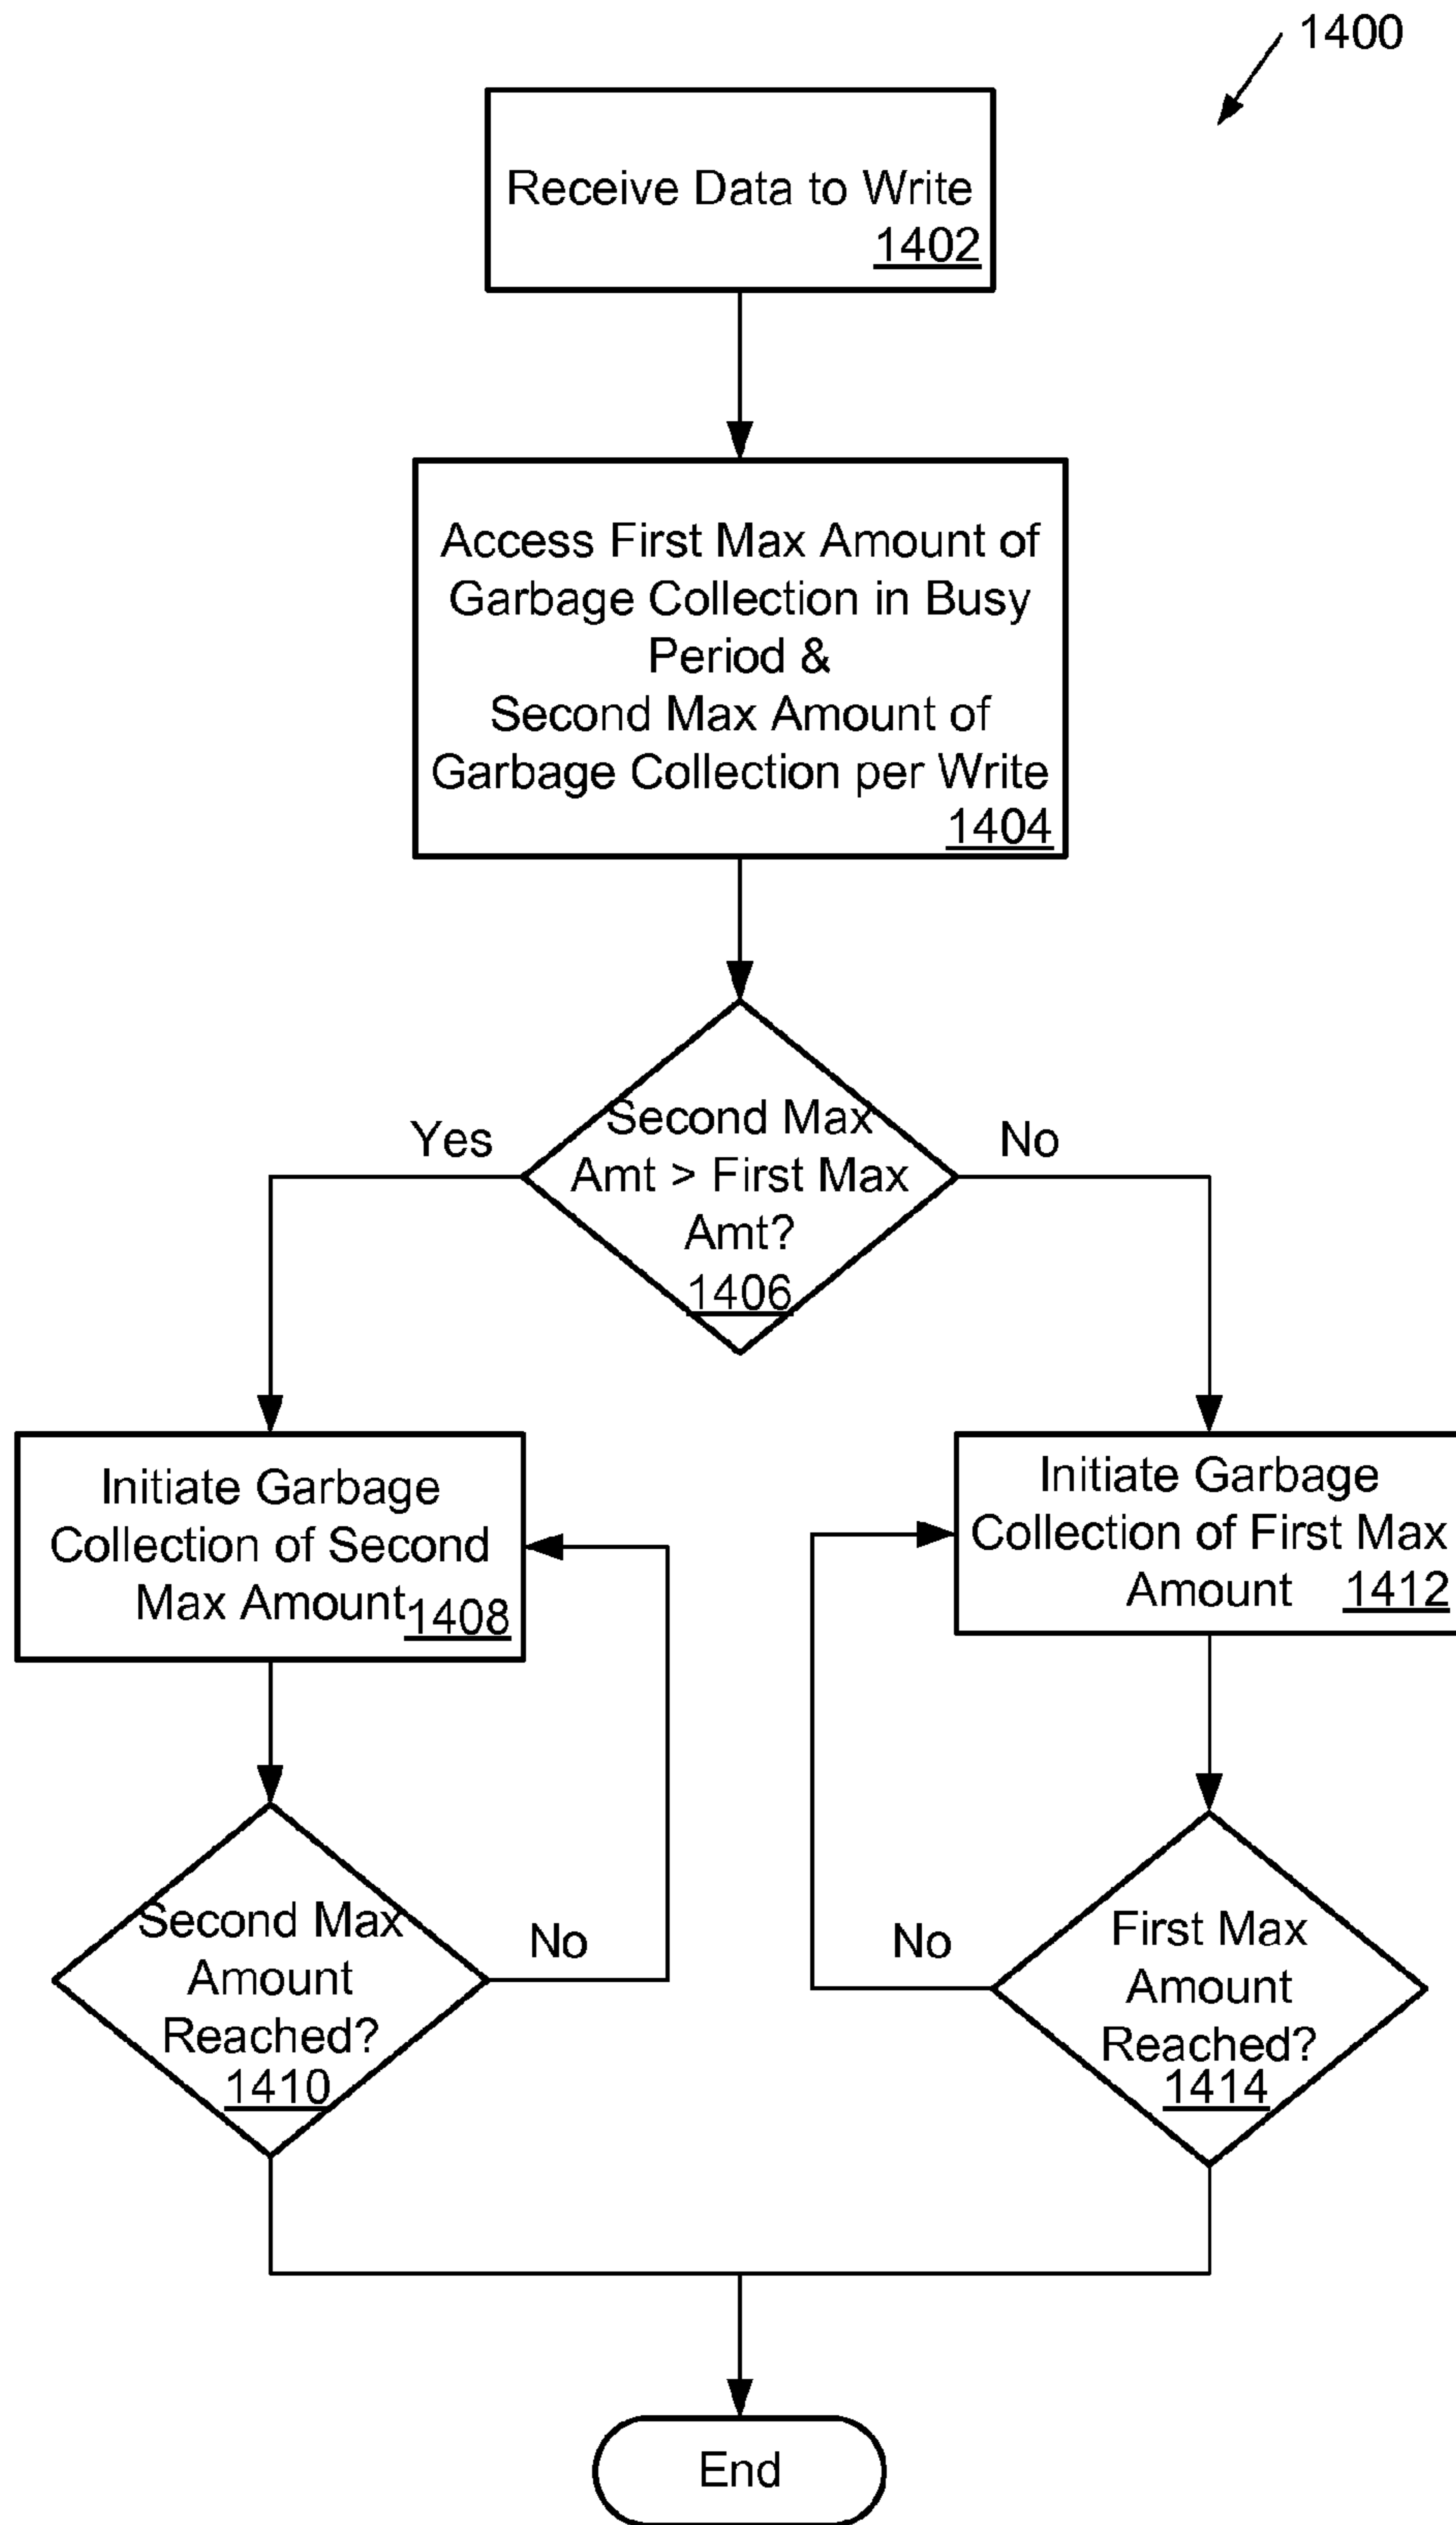 1400
Receive Data to Write
1402
Access First Max Amount of
Garbage Collection in Busy
Period &
Second Max Amount of
Garbage Collection per Write
1404
Second Max
Amt > First Max
Amt?
1406
Yes
No
Initiate Garbage
Collection of Second
Max Amount
1408
Initiate Garbage
Collection of First Max
Amount 1412
Second Max
Amount
Reached?
1410
No
No
First Max
Amount
Reached?
1414
End